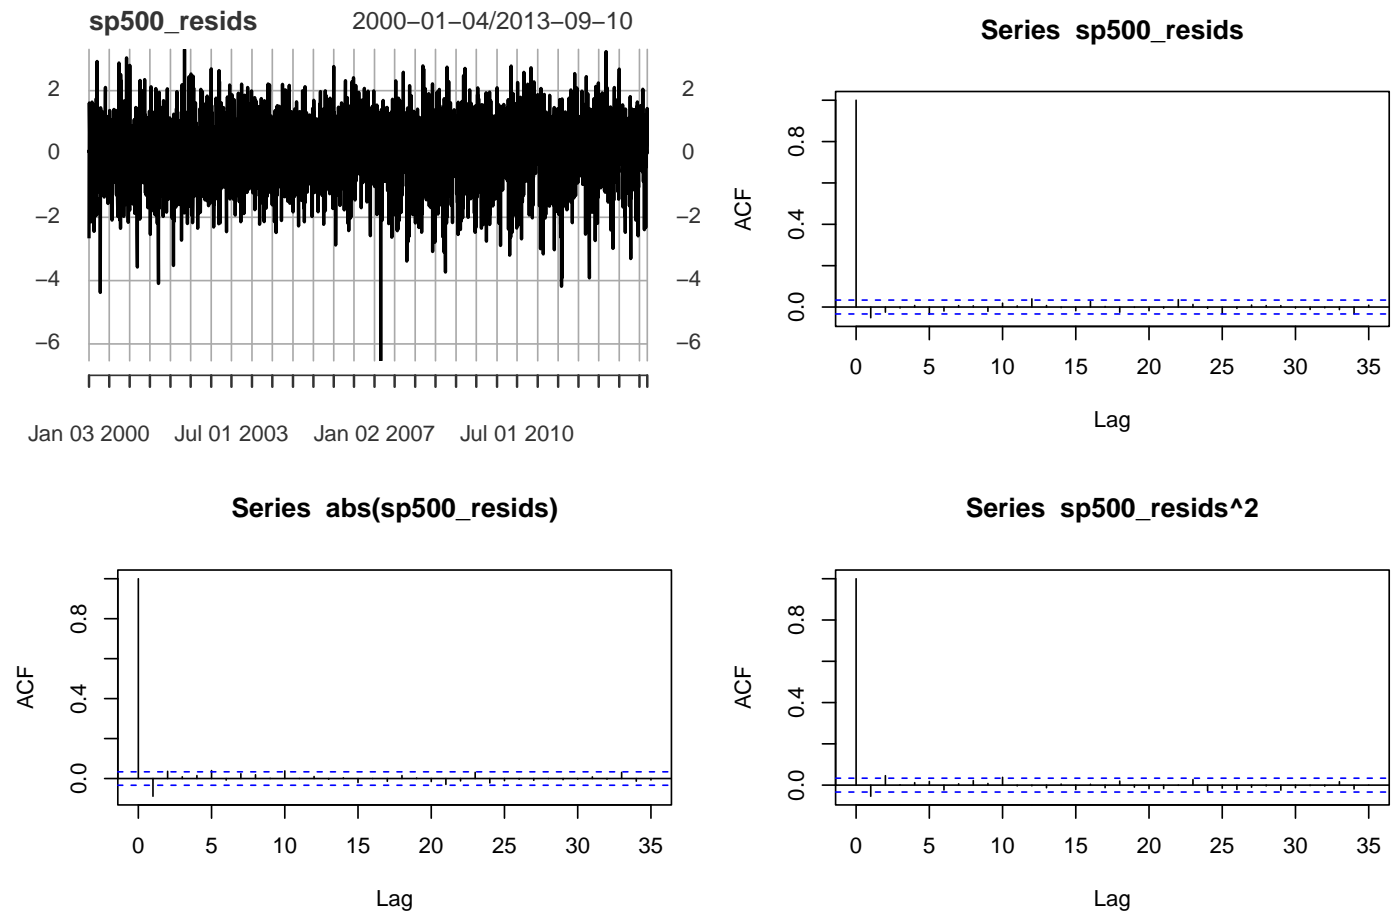 sp500_resids 2000−01−04/2013−09−10
2 2
0 0
−2 −2
−4 −4
−6 −6
Jan 03 2000 Jul 01 2003 Jan 02 2007 Jul 01 2010
Series sp500_resids
ACF
0.8
0.4
0.0
0 5 10 15 20 25 30 35
Lag
Series abs(sp500_resids)
ACF
0.8
0.4
0.0
0 5 10 15 20 25 30 35
Lag
Series sp500_resids^2
ACF
0.8
0.4
0.0
0 5 10 15 20 25 30 35
Lag